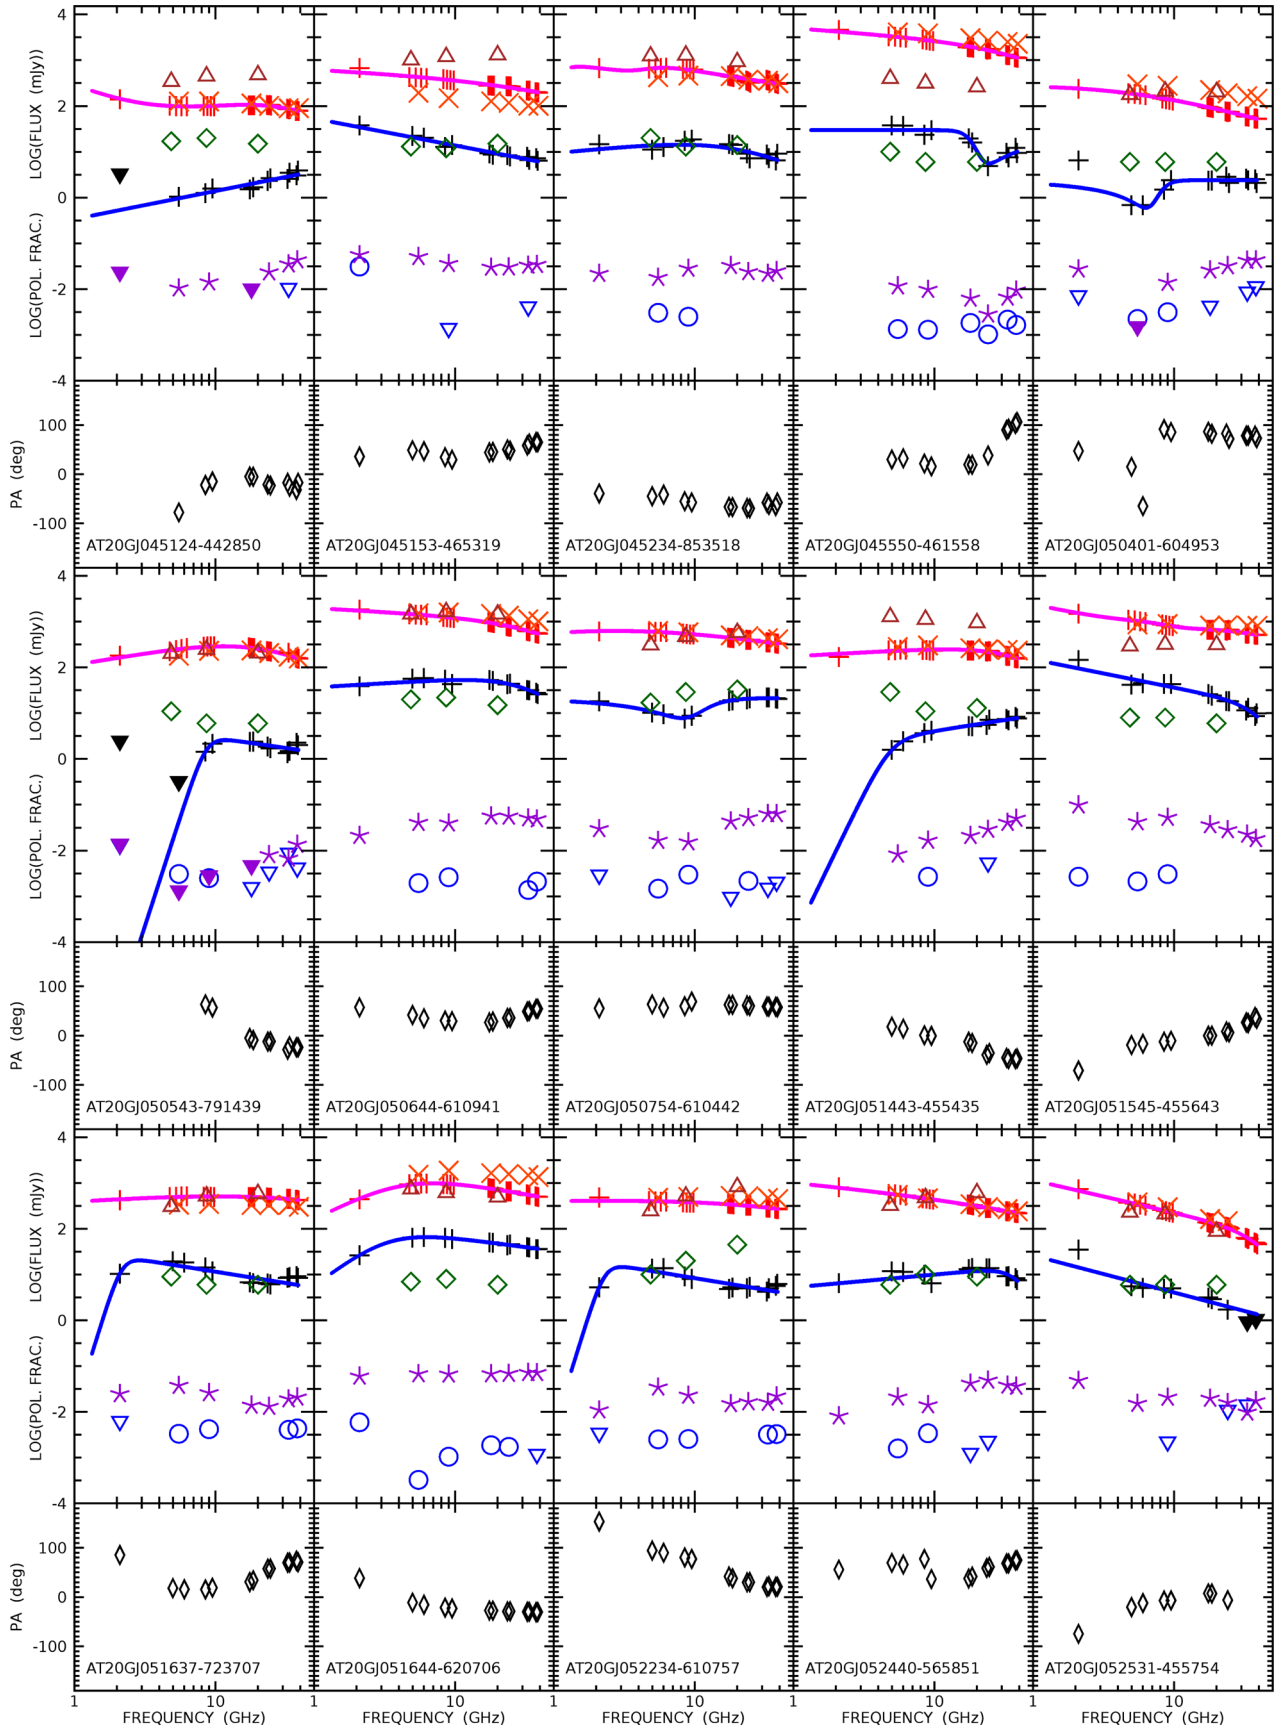 4
2
0
-2
-4
LOG(POL. FRAC.) LOG(FLUX (mJy))
100
0
-100
PA (deg)
AT20GJ045124-442850 AT20GJ045153-465319 AT20GJ045234-853518 AT20GJ045550-461558 AT20GJ050401-604953
4
2
0
-2
-4
LOG(POL. FRAC.) LOG(FLUX (mJy))
100
0
-100
PA (deg)
AT20GJ050543-791439 AT20GJ050644-610941 AT20GJ050754-610442 AT20GJ051443-455435 AT20GJ051545-455643
4
2
0
-2
-4
LOG(POL. FRAC.) LOG(FLUX (mJy))
100
0
-100
PA (deg)
AT20GJ051637-723707 AT20GJ051644-620706 AT20GJ052234-610757 AT20GJ052440-565851 AT20GJ052531-455754
1 10 1 10 1 10 1 10 1 10
FREQUENCY (GHz) FREQUENCY (GHz) FREQUENCY (GHz) FREQUENCY (GHz) FREQUENCY (GHz)